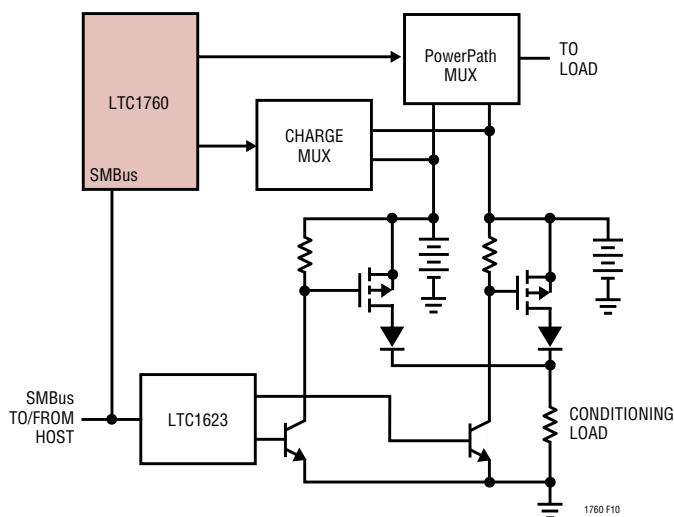 LTC1760
SMBus
PowerPath
MUX
TO
LOAD
CHARGE
MUX
SMBus
TO/FROM
HOST
LTC1623
CONDITIONING
LOAD
1760 F10